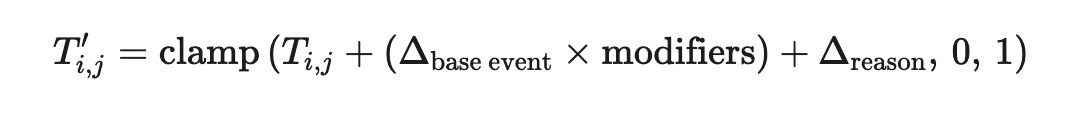 T′i,j = clamp (Ti,j + (Δbase event × modifiers) + Δreason, 0, 1)